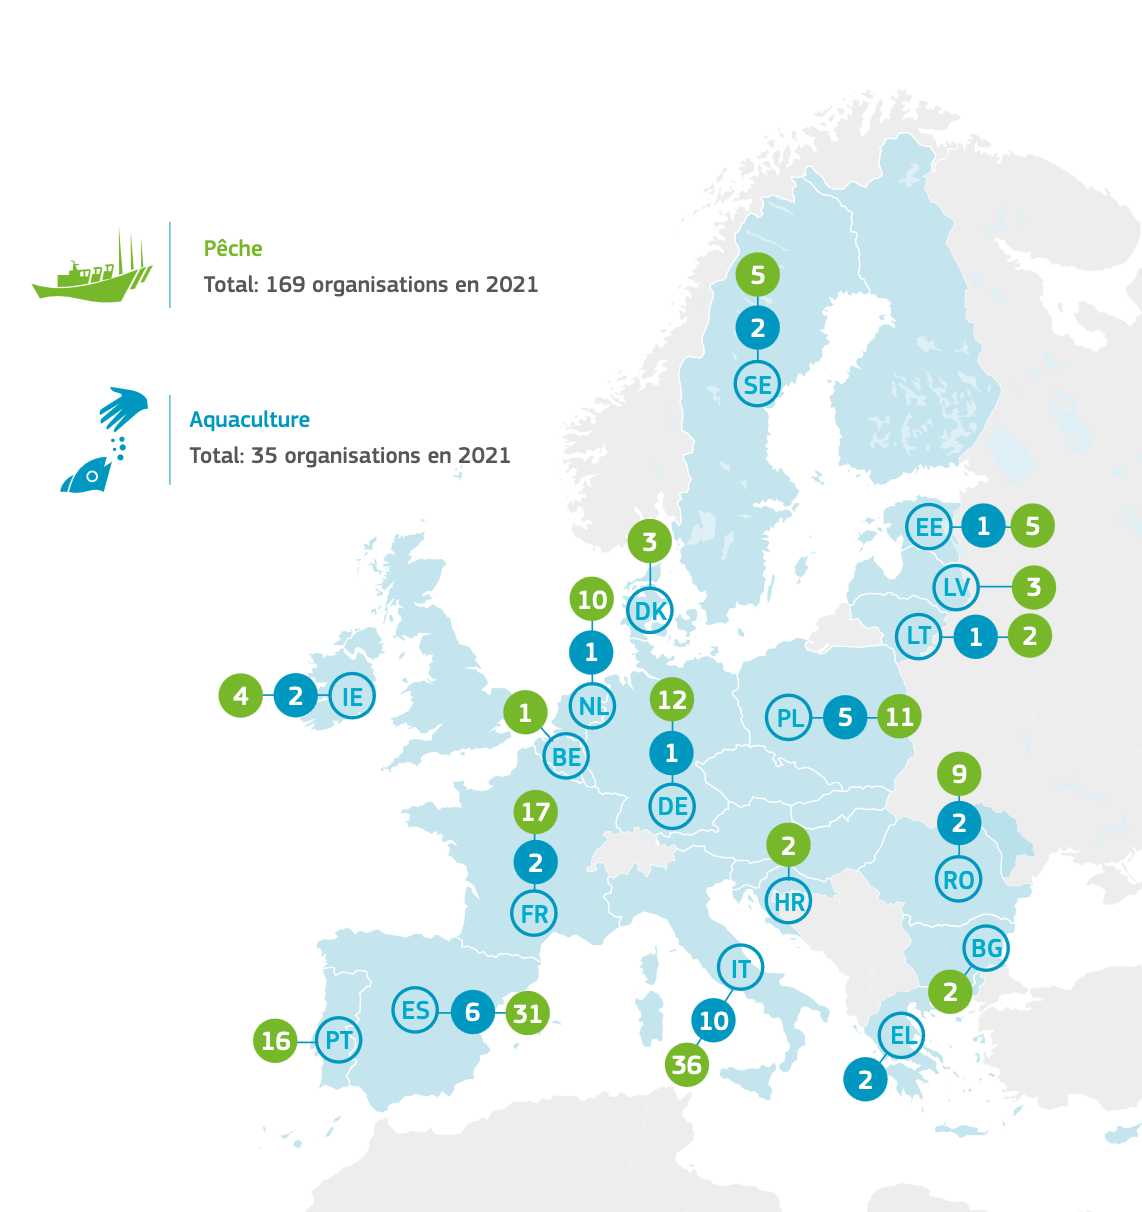 Pêche
Total: 169 organisations en 2021
Aquaculture
Total: 35 organisations en 2021
5
2
SE
EE 1 5
3
DK
LV 3
10
1
NL
LT 1 2
4 2 IE
1
BE
12
1
DE
PL 5 11
9
2
RO
17
2
FR
2
HR
BG
2
IT
10
36
ES 6 31
16 PT
EL
2